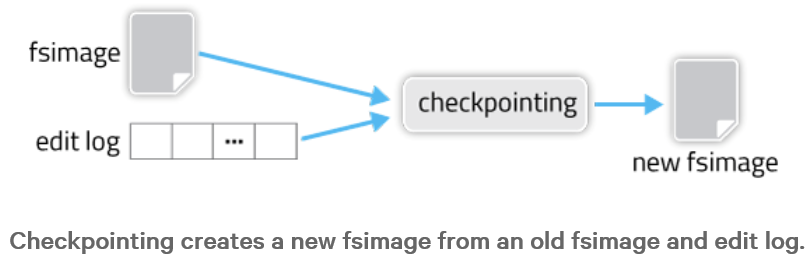 fsimage
edit log
...
checkpointing
new fsimage
Checkpointing creates a new fsimage from an old fsimage and edit log.